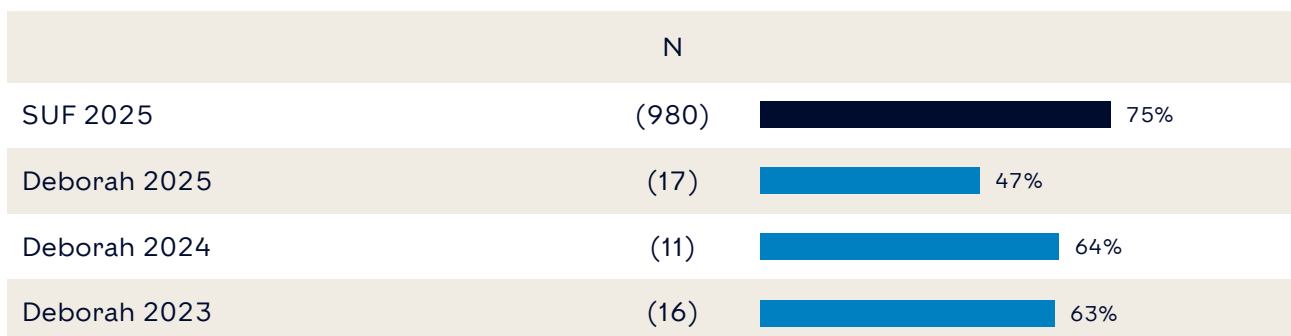 N
SUF 2025 (980) 75%
Deborah 2025 (17) 47%
Deborah 2024 (11) 64%
Deborah 2023 (16) 63%